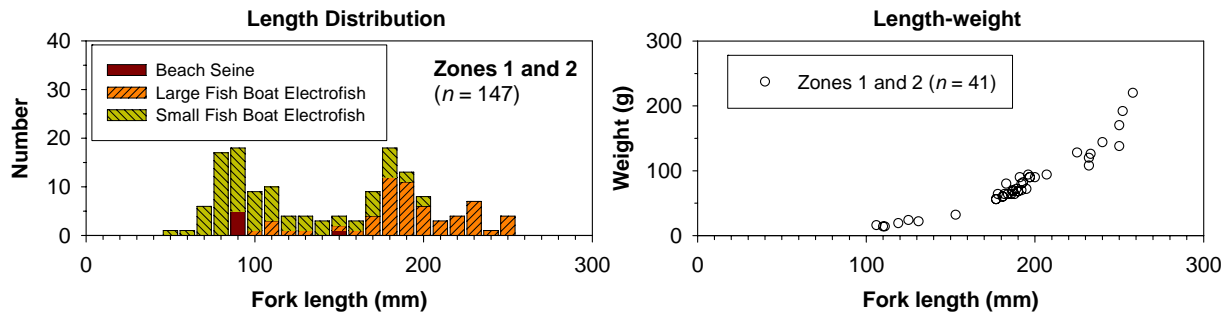 Length Distribution
Number
40
30
20
10
0
Beach Seine
Large Fish Boat Electrofish
Small Fish Boat Electrofish
Zones 1 and 2
(n = 147)
0 100 200 300
Fork length (mm)
Length-weight
Weight (g)
300
200
100
0
Zones 1 and 2 (n = 41)
0 100 200 300
Fork length (mm)